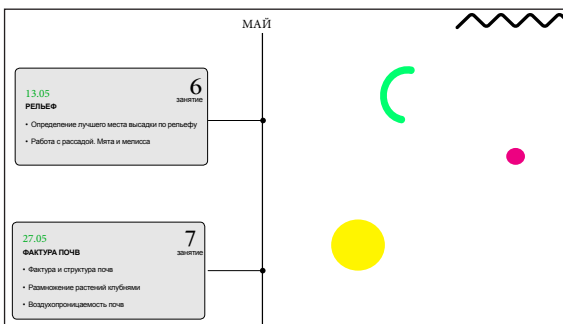 МАЙ
6
занятие
13.05
РЕЛЬЕФ
• Определение лучшего места высадки по рельефу
• Работа с рассадой. Мята и мелисса
7
занятие
27.05
ФАКТУРА ПОЧВ
• Фактура и структура почв
• Размножение растений клубнями
• Воздухопроницаемость почв